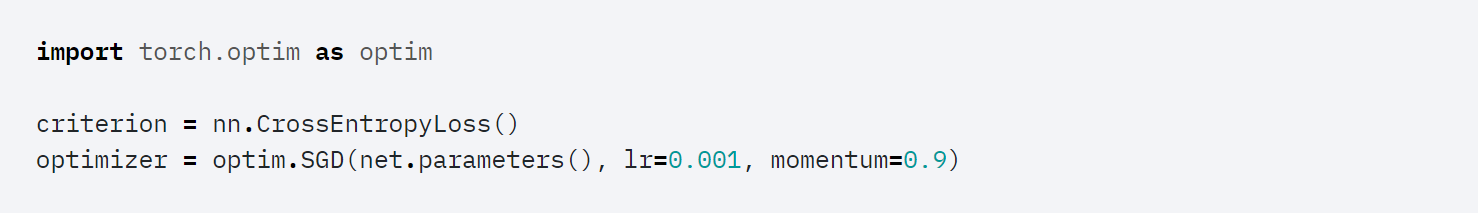 import torch.optim as optim
criterion = nn.CrossEntropyLoss()
optimizer = optim.SGD(net.parameters(), lr=0.001, momentum=0.9)